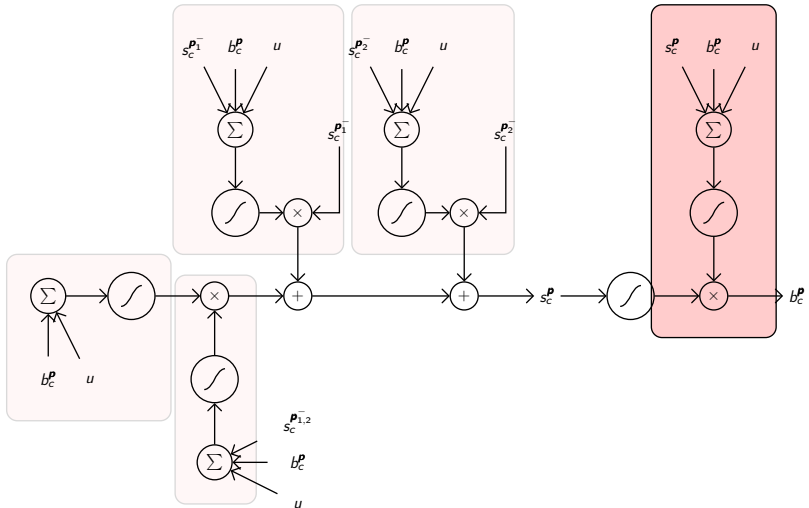 s_c^{p_1^-} b_c^p u
s_c^{p_2^-} b_c^p u
s_c^p b_c^p u
Σ
Σ
Σ
s_c^{p_1^-}
s_c^{p_2^-}
×
×
Σ
×
+
+
s_c^p
×
b_c^p
b_c^p u
s_c^{p_{1,2}^-}
Σ
b_c^p
u